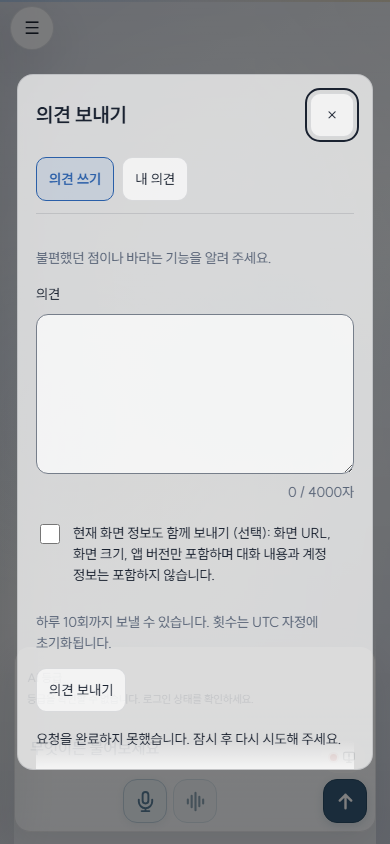 의견 보내기
×
의견 쓰기
내 의견
불편했던 점이나 바라는 기능을 알려 주세요.
의견
0 / 4000자
현재 화면 정보도 함께 보내기 (선택): 화면 URL,
화면 크기, 앱 버전만 포함하며 대화 내용과 계정
정보는 포함하지 않습니다.
하루 10회까지 보낼 수 있습니다. 횟수는 UTC 자정에
초기화됩니다.
의견 보내기
다. 로그인 상태를 확인하세요.
요청을 완료하지 못했습니다. 잠시 후 다시 시도해 주세요.